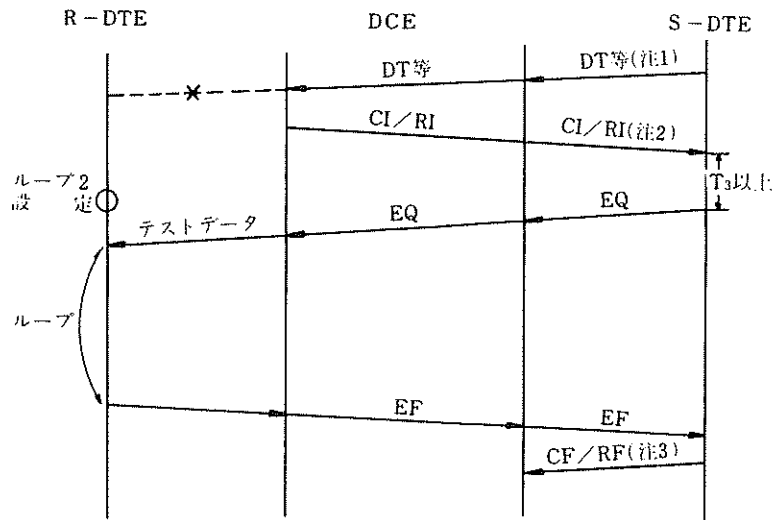 R-DTE DCE S-DTE
DT等 DT等(注1)
CI/RI CI/RI(注2)
T₃以上
ループ2
設 定
テストデータ EQ EQ
ループ
EF EF
CF/RF(注3)